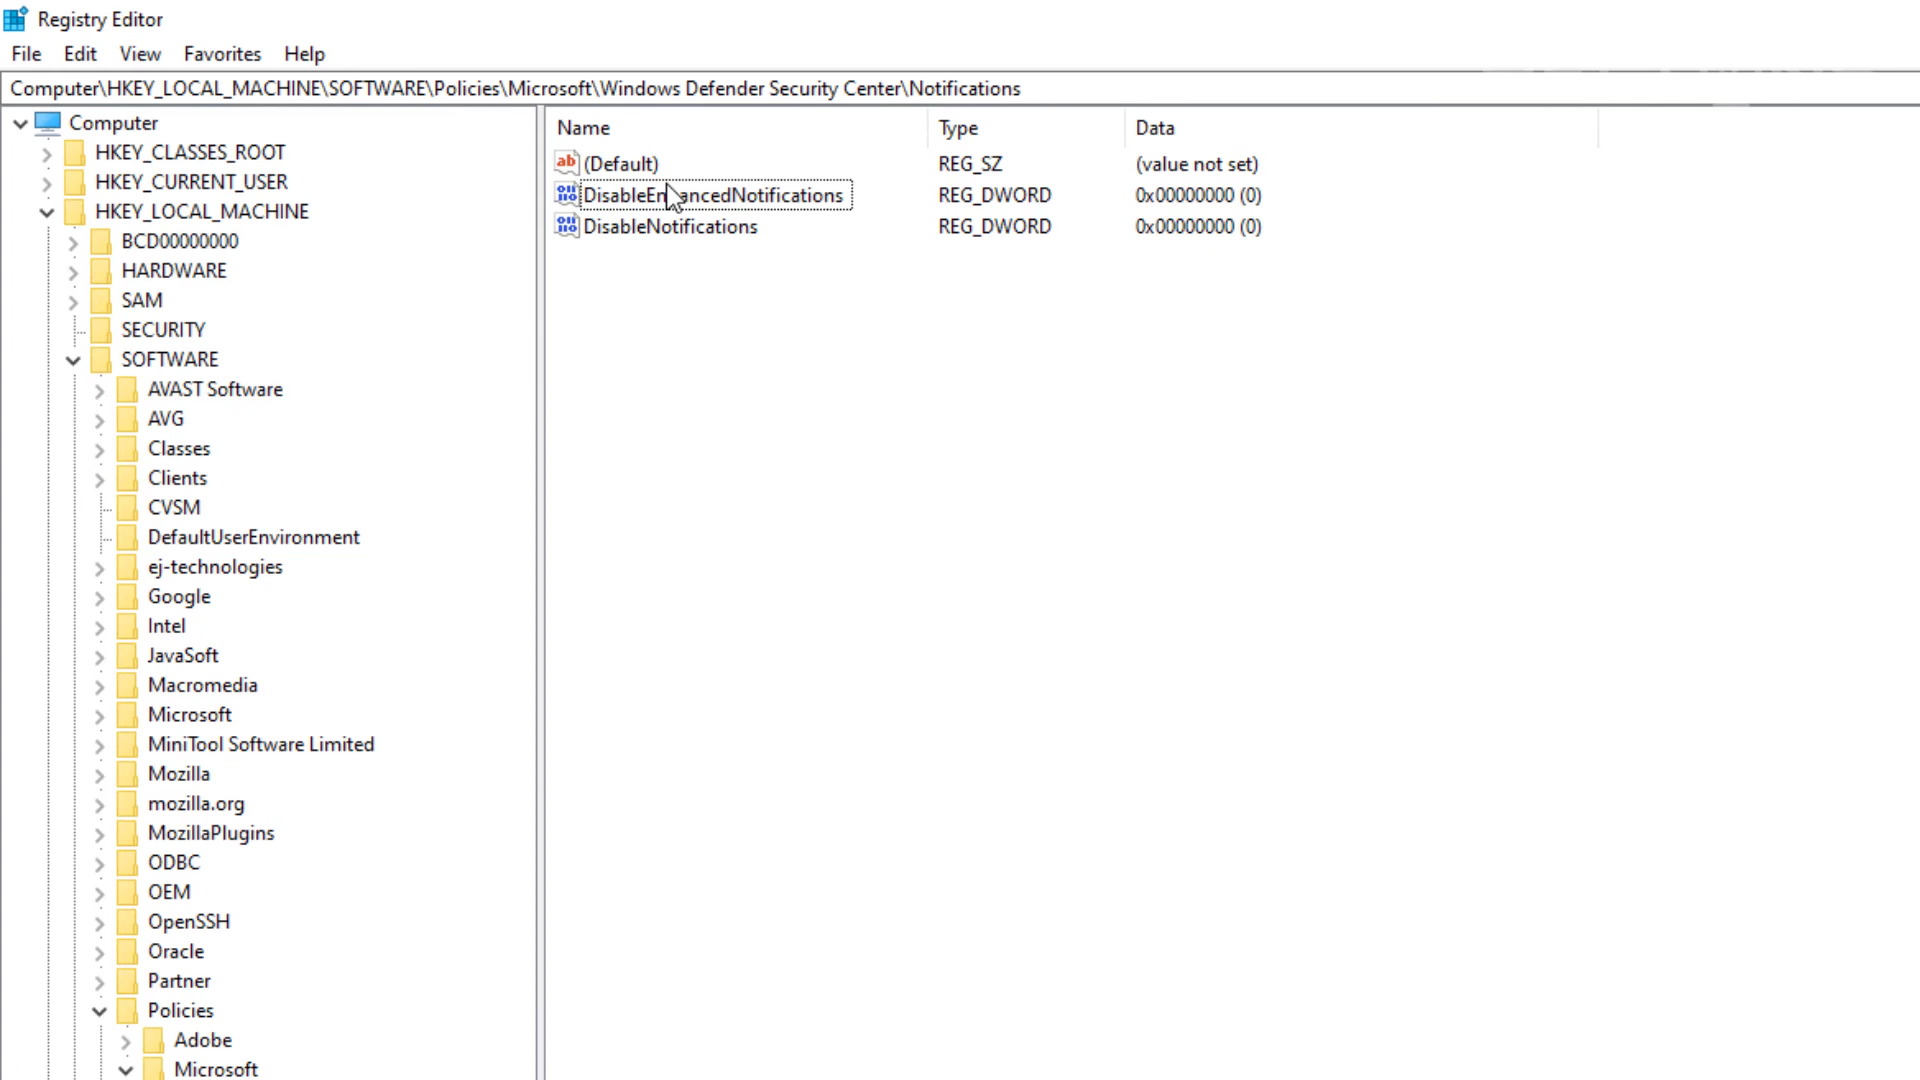 Registry Editor
File Edit View Favorites Help
Computer\HKEY_LOCAL_MACHINE\SOFTWARE\Policies\Microsoft\Windows Defender Security Center\Notifications
Computer
HKEY_CLASSES_ROOT
HKEY_CURRENT_USER
HKEY_LOCAL_MACHINE
BCD00000000
HARDWARE
SAM
SECURITY
SOFTWARE
AVAST Software
AVG
Classes
Clients
CVSM
DefaultUserEnvironment
ej-technologies
Google
Intel
JavaSoft
Macromedia
Microsoft
MiniTool Software Limited
Mozilla
mozilla.org
MozillaPlugins
ODBC
OEM
OpenSSH
Oracle
Partner
Policies
Adobe
Microsoft
Name Type Data
(Default) REG_SZ (value not set)
DisableEnhancedNotifications REG_DWORD 0x00000000 (0)
DisableNotifications REG_DWORD 0x00000000 (0)